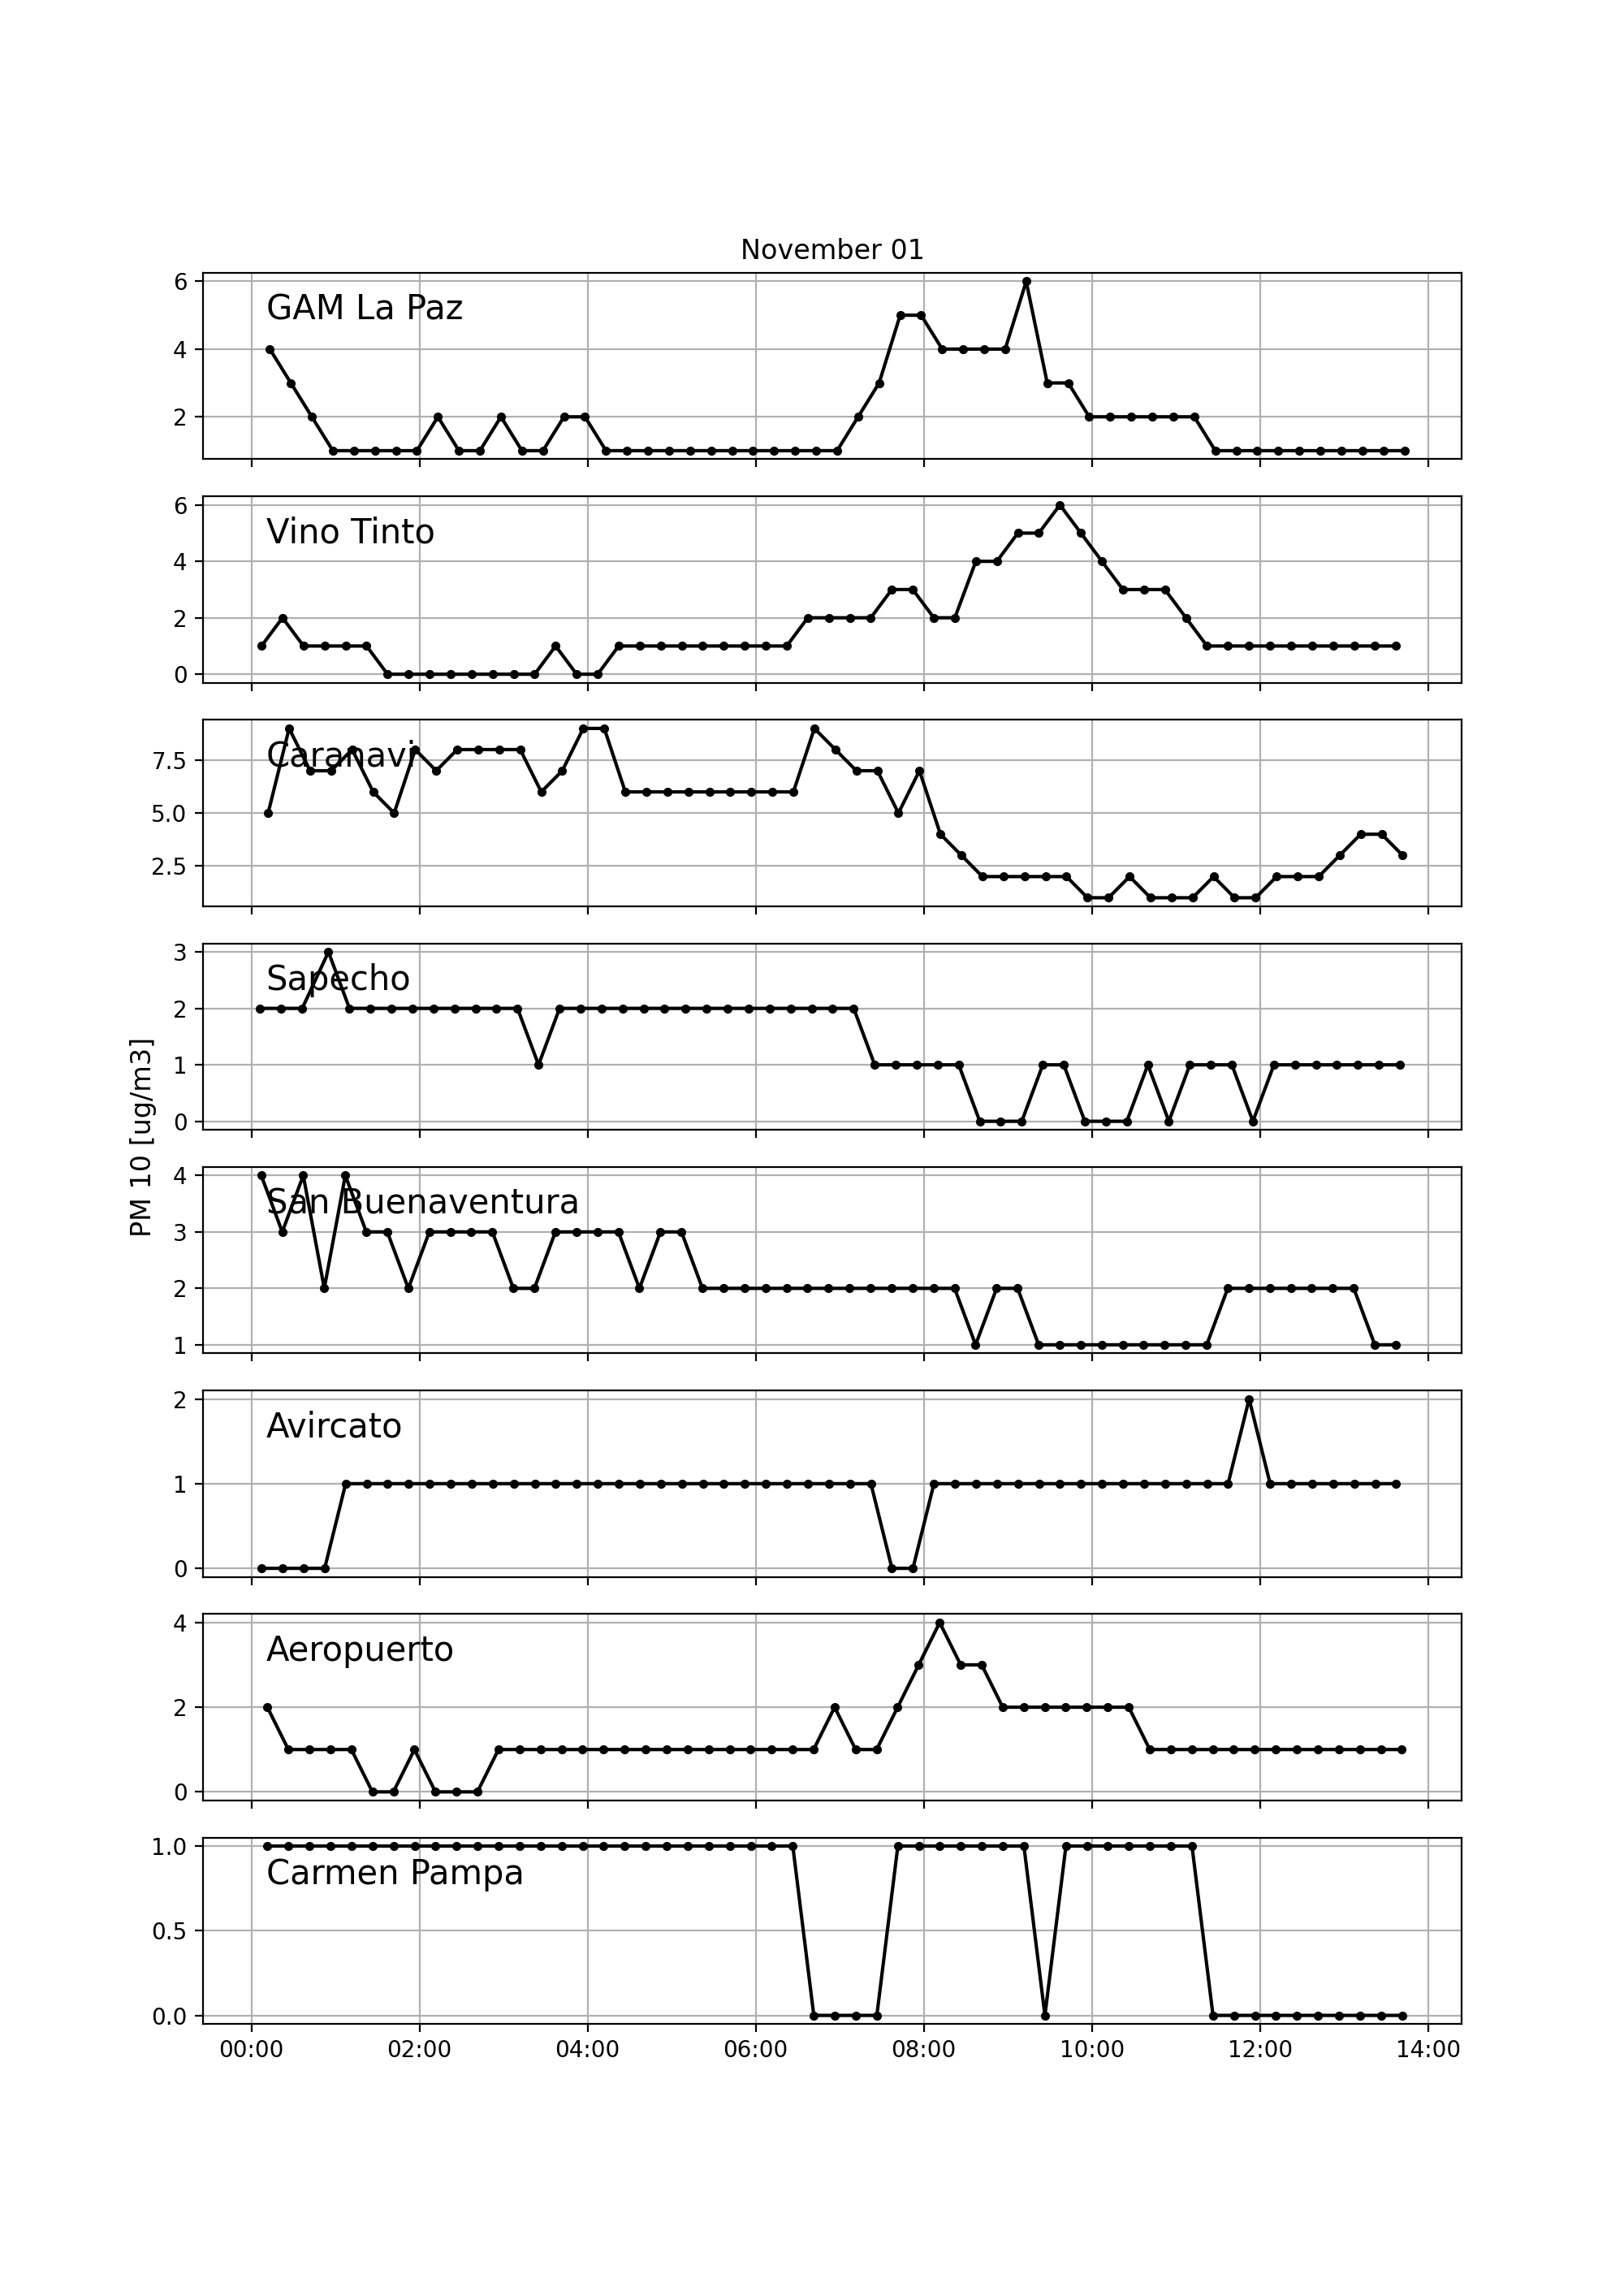 November 01
6
GAM La Paz
4
2
6
Vino Tinto
4
2
0
Caranavi
7.5
5.0
2.5
3
Sapecho
2
1
0
PM 10 [ug/m3]
4
San Buenaventura
3
2
1
2
Avircato
1
0
4
Aeropuerto
2
0
1.0
Carmen Pampa
0.5
0.0
00:00 02:00 04:00 06:00 08:00 10:00 12:00 14:00